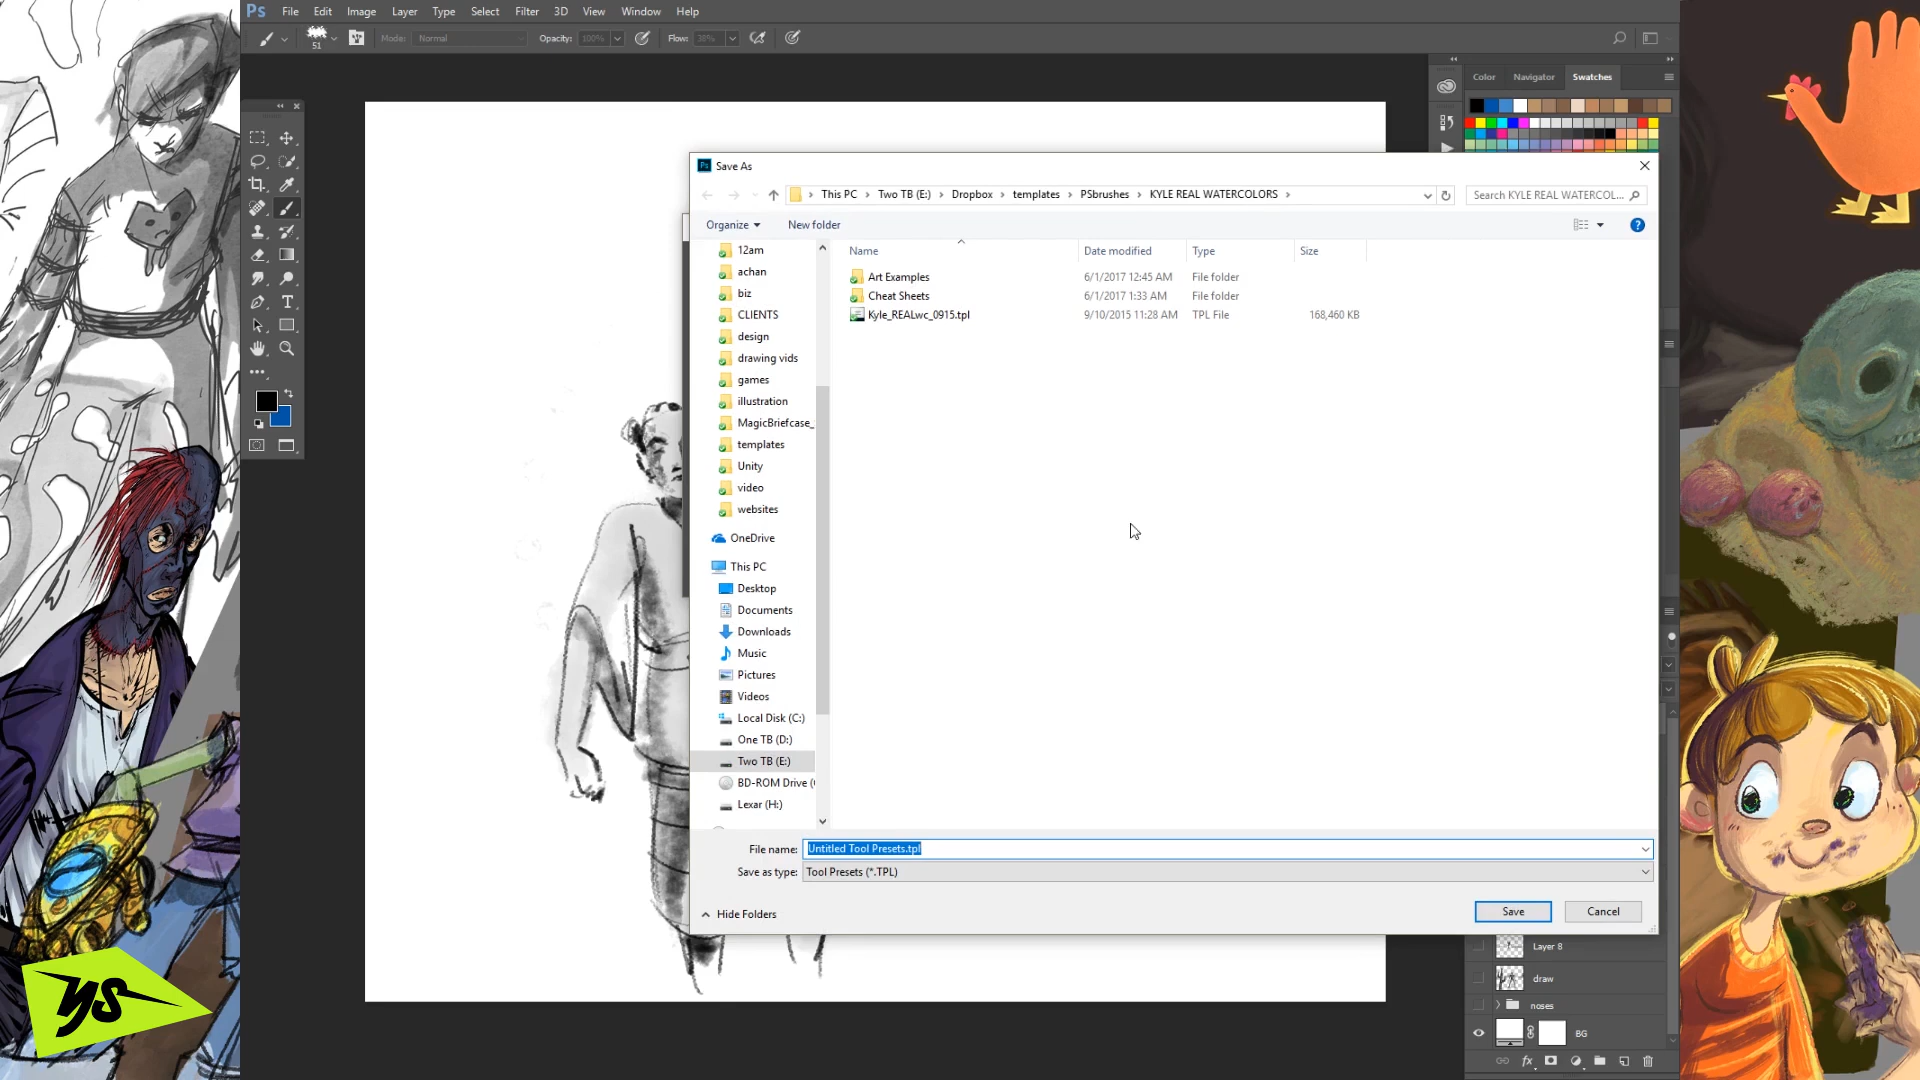 Ps File Edit Image Layer Type Select Filter 3D View Window Help
51 Mode: Normal Opacity: 100% Flow: 38%
Color Navigator Swatches
Save As
This PC > Two TB (E:) > Dropbox > templates > PSbrushes > KYLE REAL WATERCOLORS >
Search KYLE REAL WATERCOL...
Organize New folder
Name Date modified Type Size
Art Examples 6/1/2017 12:45 AM File folder
Cheat Sheets 6/1/2017 1:33 AM File folder
Kyle_REALwc_0915.tpl 9/10/2015 11:28 AM TPL File 168,460 KB
12am
achan
biz
CLIENTS
design
drawing vids
games
illustration
MagicBriefcase_
templates
Unity
video
websites
OneDrive
This PC
Desktop
Documents
Downloads
Music
Pictures
Videos
Local Disk (C:)
One TB (D:)
Two TB (E:)
BD-ROM Drive (
Lexar (H:)
File name: Untitled Tool Presets.tpl
Save as type: Tool Presets (*.TPL)
Hide Folders Save Cancel
Layer 8
draw
noses
BG
fx
YS